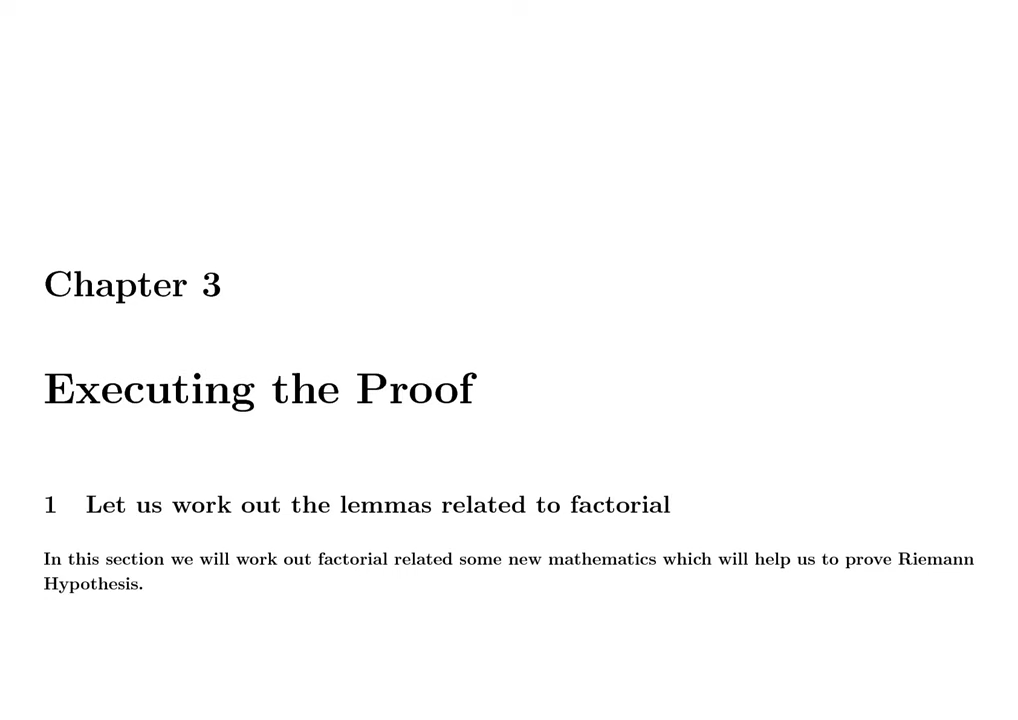 Chapter 3
Executing the Proof
1 Let us work out the lemmas related to factorial
In this section we will work out factorial related some new mathematics which will help us to prove Riemann
Hypothesis.